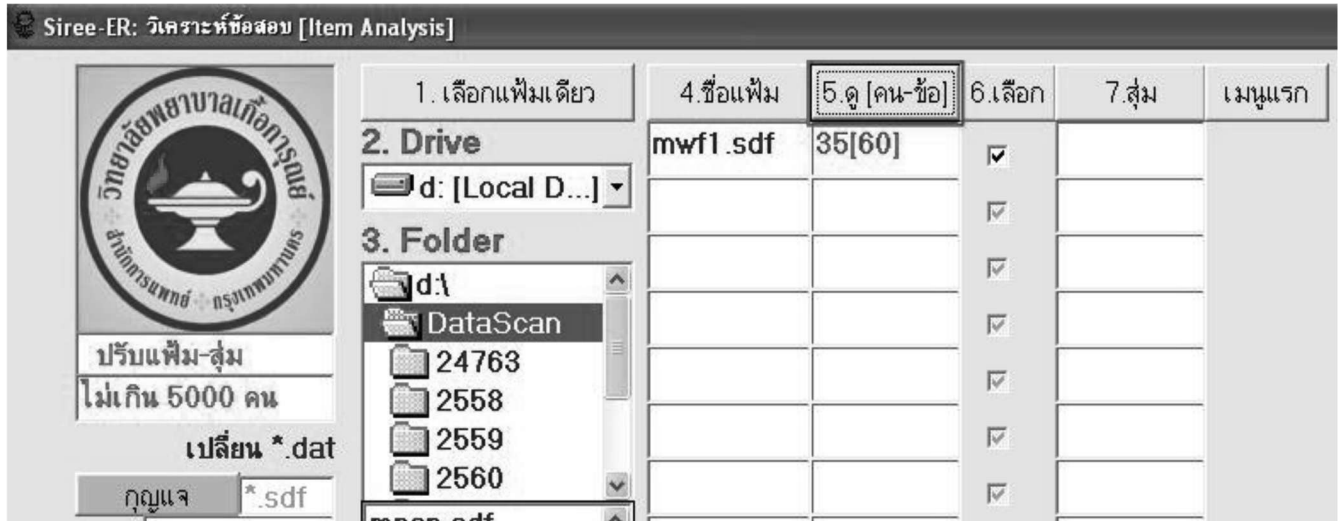 Siree-ER: วิเคราะห์ข้อสอบ [Item Analysis]
วิทยาลัยพยาบาลเกื้อการุณย์
สำนักการแพทย์ กรุงเทพมหานคร
ปรับแฟ้ม-สุ่ม
ไม่เกิน 5000 คน
เปลี่ยน *.dat
กุญแจ *.sdf
1. เลือกแฟ้มเดียว
2. Drive
d: [Local D...]
3. Folder
d:\
DataScan
24763
2558
2559
2560
4.ชื่อแฟ้ม 5.ดู [คน-ข้อ] 6.เลือก 7.สุ่ม เมนูแรก
mwf1.sdf 35[60]